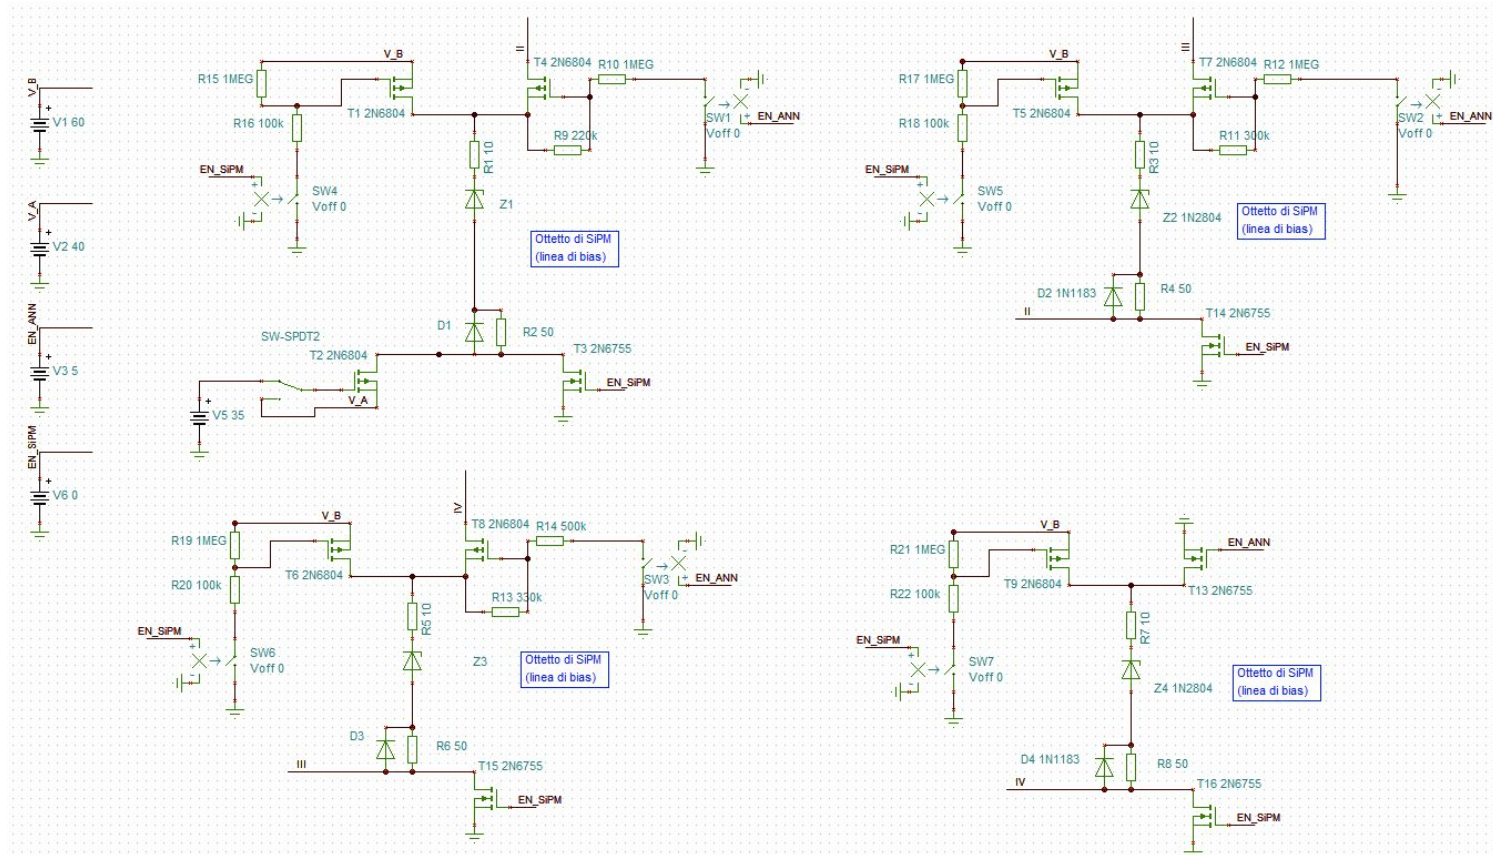 V_B
V1 60
V_A
V2 40
EN_ANN
V3 5
EN_SiPM
V6 0
V_B
R15 1MEG
T1 2N6804
R16 100k
EN_SiPM
SW4
Voff 0
II
T4 2N6804
R10 1MEG
R9 220k
SW1
Voff 0
EN_ANN
R1 10
Z1
Ottetto di SiPM
(linea di bias)
D1
R2 50
SW-SPDT2
T2 2N6804
V_A
V5 35
T3 2N6755
EN_SiPM
V_B
R17 1MEG
T5 2N6804
R18 100k
EN_SiPM
SW5
Voff 0
III
T7 2N6804
R12 1MEG
R11 300k
SW2
Voff 0
EN_ANN
R3 10
Z2 1N2804
Ottetto di SiPM
(linea di bias)
D2 1N1183
R4 50
II
T14 2N6755
EN_SiPM
V_B
R19 1MEG
T6 2N6804
R20 100k
EN_SiPM
SW6
Voff 0
IV
T8 2N6804
R14 500k
R13 330k
SW3
Voff 0
EN_ANN
R5 10
Z3
Ottetto di SiPM
(linea di bias)
D3
R6 50
III
T15 2N6755
EN_SiPM
V_B
R21 1MEG
T9 2N6804
R22 100k
EN_SiPM
SW7
Voff 0
EN_ANN
T13 2N6755
R7 10
Z4 1N2804
Ottetto di SiPM
(linea di bias)
D4 1N1183
R8 50
IV
T16 2N6755
EN_SiPM